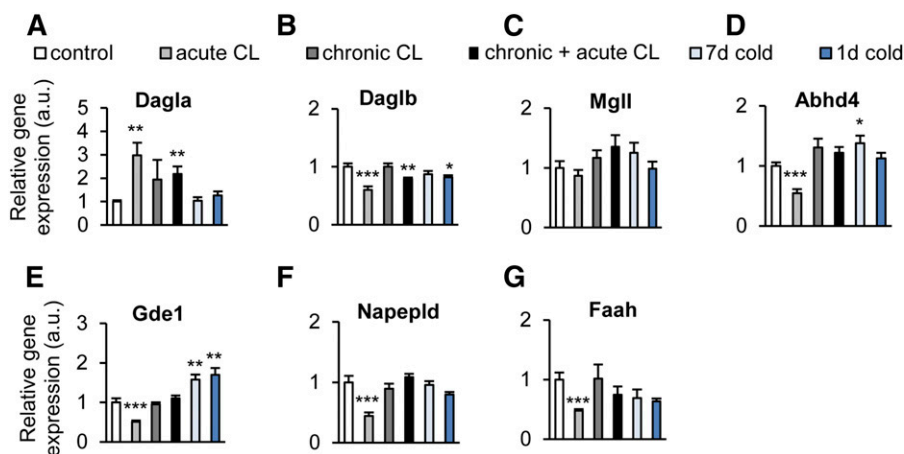 A B C D
control acute CL chronic CL chronic + acute CL 7d cold 1d cold
Dagla
Relative gene
expression (a.u.)
5
4
3
2
1
0
**
**
Daglb
2
1
0
***
**
*
Mgll
2
1
0
Abhd4
2
1
0
***
*
E F G
Gde1
Relative gene
expression (a.u.)
3
2
1
0
***
**
**
Napepld
2
1
0
***
Faah
2
1
0
***